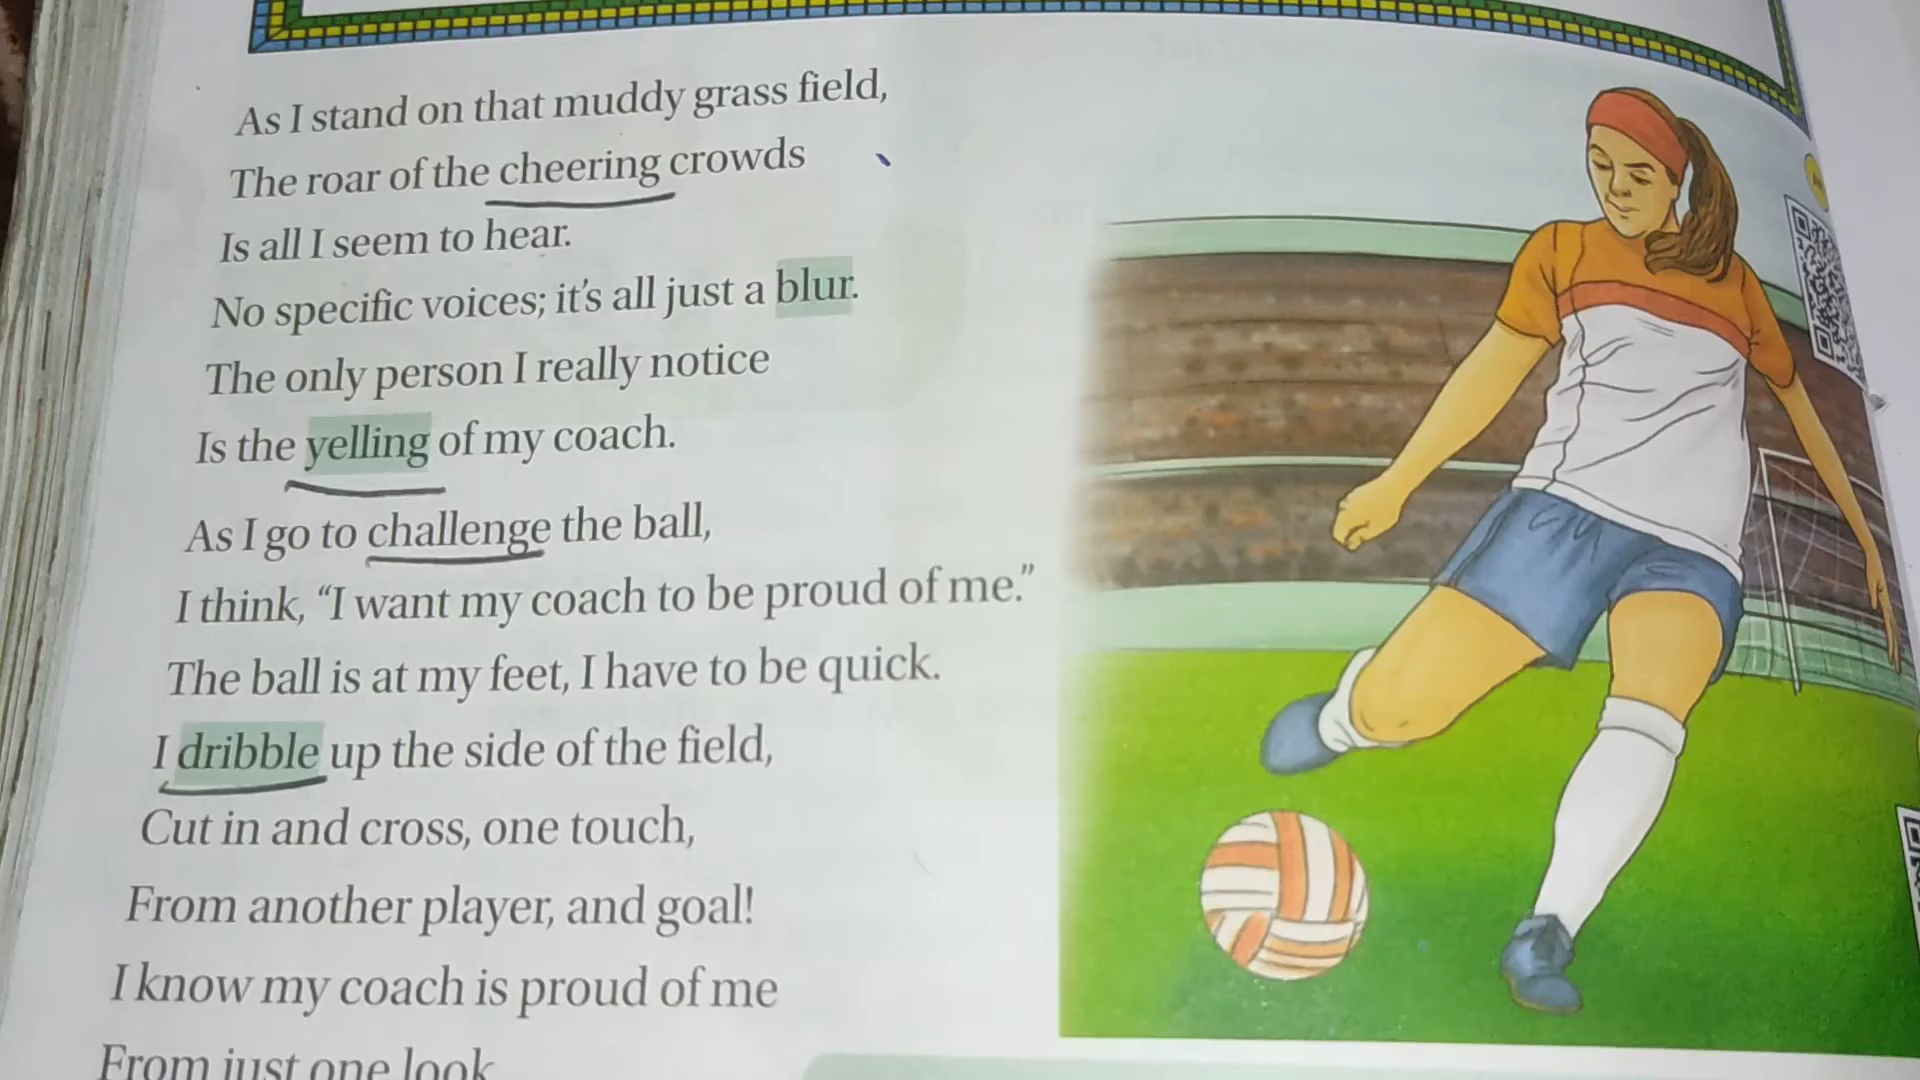 As I stand on that muddy grass field,
The roar of the cheering crowds
Is all I seem to hear.
No specific voices; it's all just a blur.
The only person I really notice
Is the yelling of my coach.
As I go to challenge the ball,
I think, “I want my coach to be proud of me.”
The ball is at my feet, I have to be quick.
I dribble up the side of the field,
Cut in and cross, one touch,
From another player, and goal!
I know my coach is proud of me
From just one look